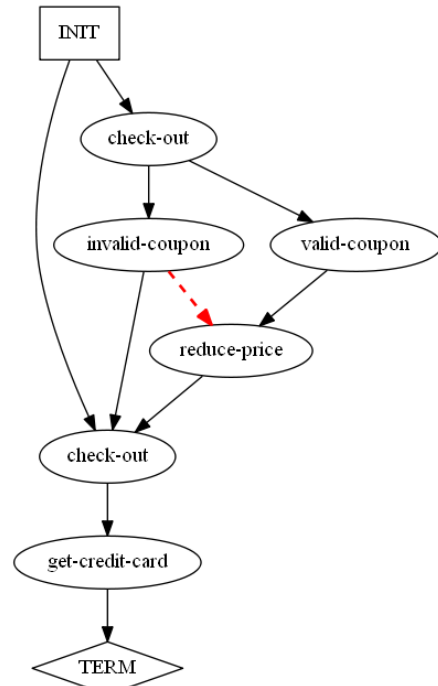 INIT
check-out
invalid-coupon
valid-coupon
reduce-price
check-out
get-credit-card
TERM